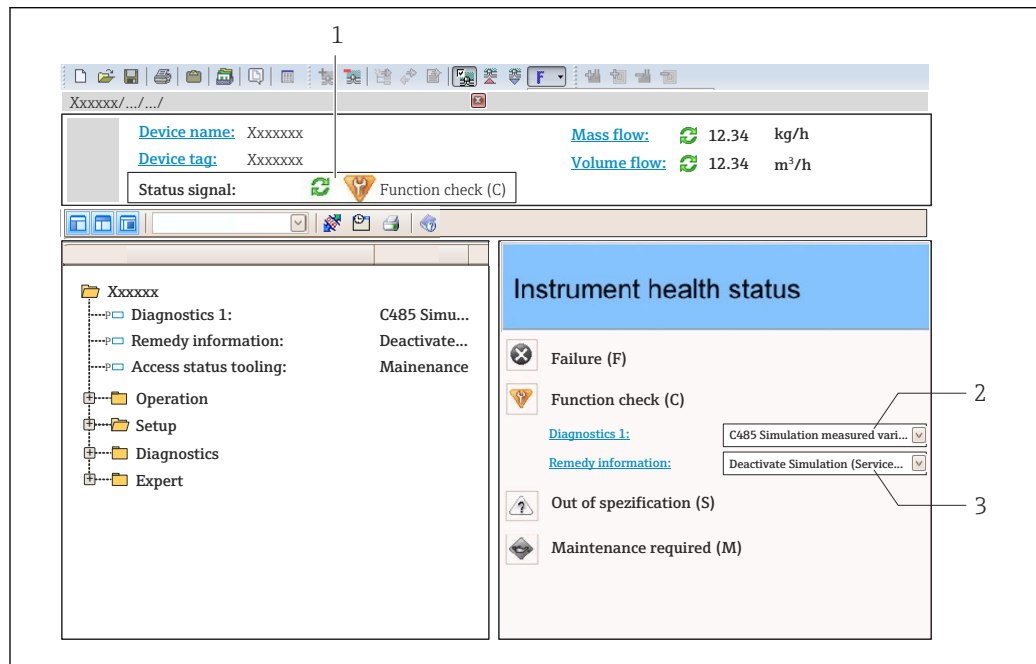 1
F
Xxxxxx/.../.../
Device name: Xxxxxxx
Mass flow: 12.34 kg/h
Device tag: Xxxxxxx
Volume flow: 12.34 m³/h
Status signal: Function check (C)
Xxxxxx
P Diagnostics 1: C485 Simu...
P Remedy information: Deactivate...
P Access status tooling: Mainenance
Operation
Setup
Diagnostics
Expert
Instrument health status
Failure (F)
Function check (C)
2
Diagnostics 1: C485 Simulation measured vari...
Remedy information: Deactivate Simulation (Service...
3
Out of spezification (S)
Maintenance required (M)